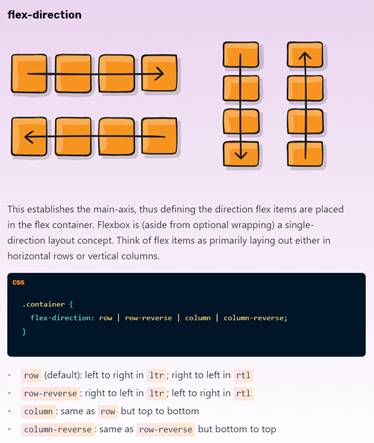 flex-direction
This establishes the main-axis, thus defining the direction flex items are placed
in the flex container. Flexbox is (aside from optional wrapping) a single-
direction layout concept. Think of flex items as primarily laying out either in
horizontal rows or vertical columns.
CSS
.container {
  flex-direction: row | row-reverse | column | column-reverse;
}
• row (default): left to right in ltr; right to left in rtl
• row-reverse: right to left in ltr; left to right in rtl
• column: same as row but top to bottom
• column-reverse: same as row-reverse but bottom to top